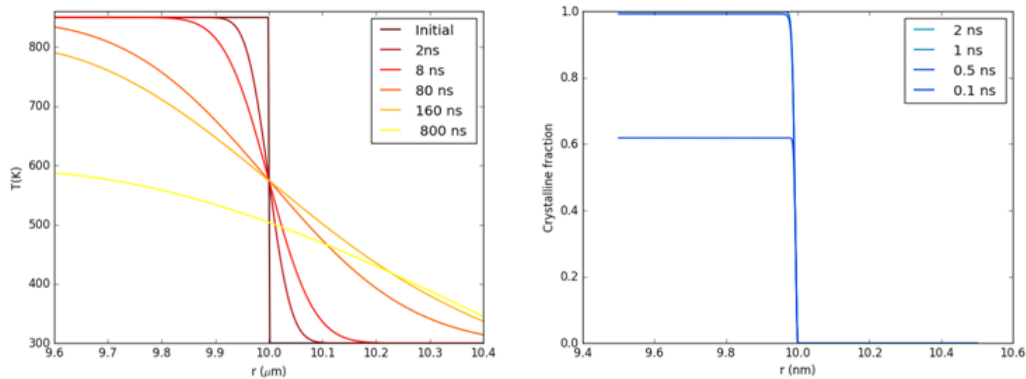 Initial
2ns
8 ns
80 ns
160 ns
800 ns
T(K)
800
700
600
500
400
300
9.6 9.7 9.8 9.9 10.0 10.1 10.2 10.3 10.4
r (μm)
2 ns
1 ns
0.5 ns
0.1 ns
Crystalline fraction
1.0
0.8
0.6
0.4
0.2
0.0
9.4 9.6 9.8 10.0 10.2 10.4 10.6
r (nm)